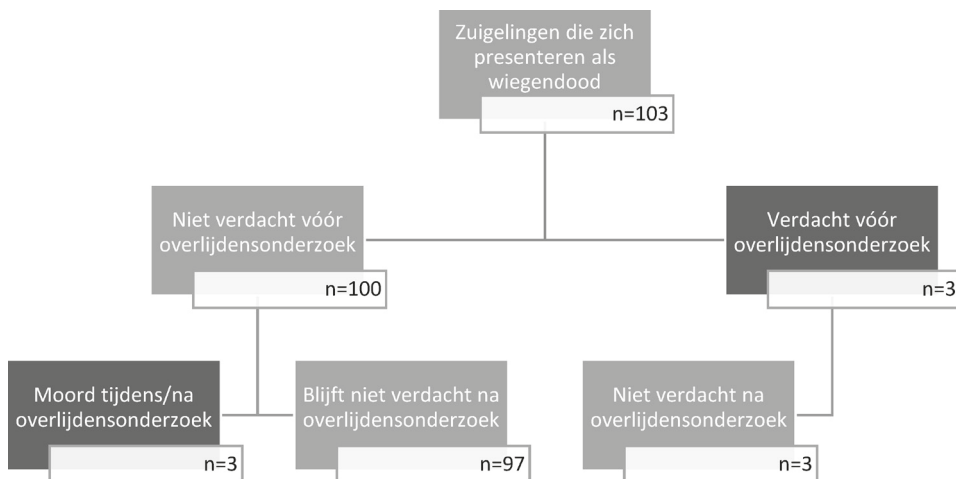 Zuigelingen die zich
presenteren als
wiegendood
n=103
Niet verdacht vóór
overlijdensonderzoek
n=100
Verdacht vóór
overlijdensonderzoek
n=3
Moord tijdens/na
overlijdensonderzoek
n=3
Blijft niet verdacht na
overlijdensonderzoek
n=97
Niet verdacht na
overlijdensonderzoek
n=3